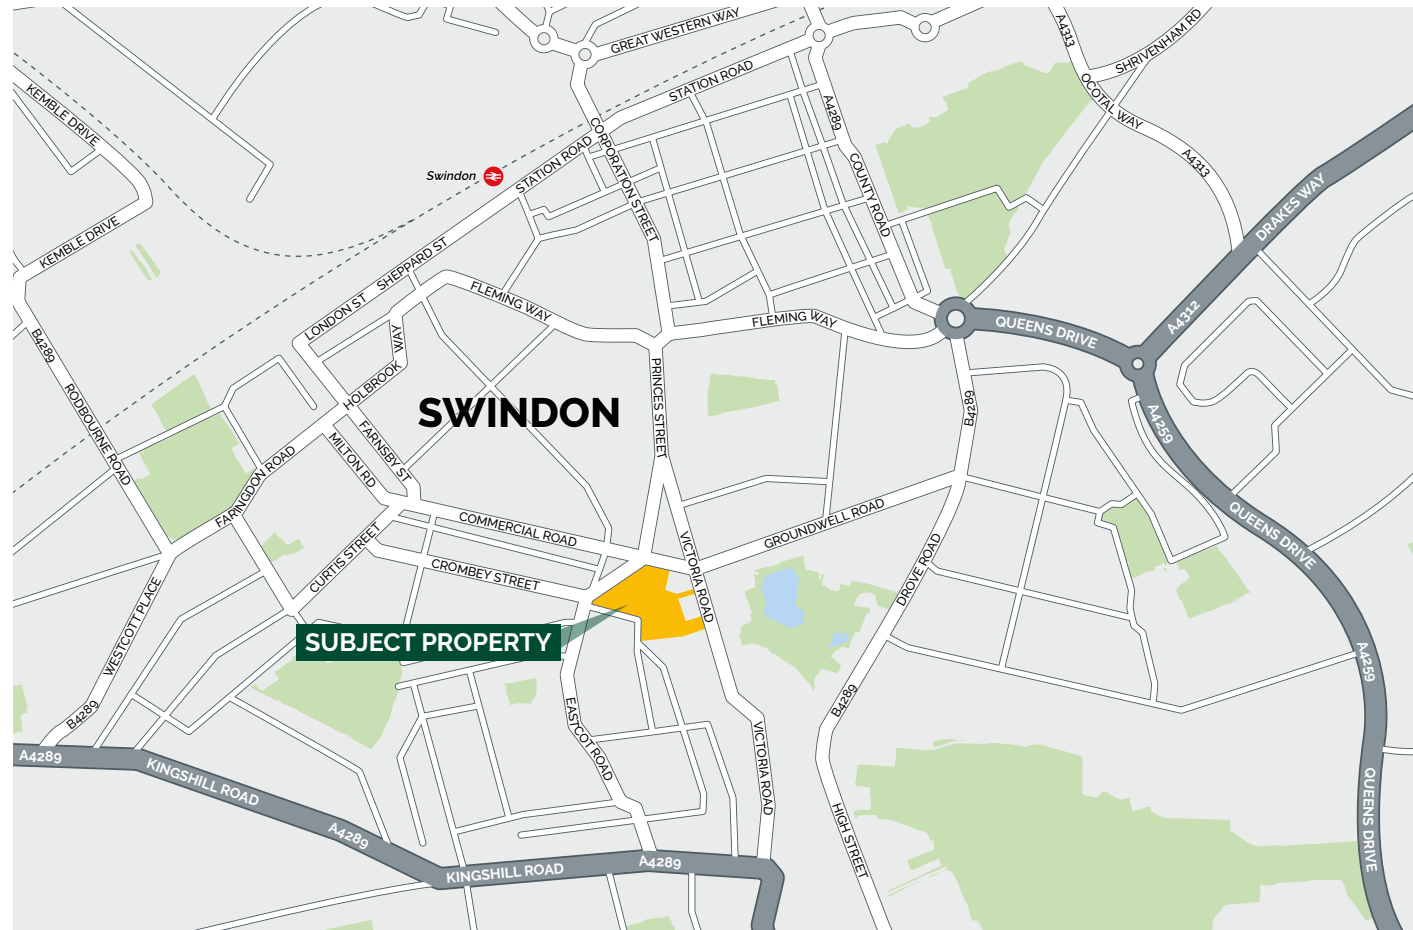 GREAT WESTERN WAY
A4313
SHRIVENHAM RD
STATION ROAD
OCOTAL WAY
KEMBLE DRIVE
A4289
CORPORATION STREET
A4313
Swindon
STATION ROAD
COUNTY ROAD
DRAKES WAY
KEMBLE DRIVE
SHEPPARD ST
LONDON ST
FLEMING WAY
FLEMING WAY
QUEENS DRIVE
A4312
B4289
HOLBROOK WAY
PRINCES STREET
RODBOURNE ROAD
SWINDON
B4289
A4259
MILTON RD
FARNSBY ST
FARINGDON ROAD
COMMERCIAL ROAD
VICTORIA ROAD
GROUNDWELL ROAD
QUEENS DRIVE
CURTIS STREET
CROMBEY STREET
DROVE ROAD
WESTCOTT PLACE
SUBJECT PROPERTY
A4259
B4289
B4289
EASTCOT ROAD
VICTORIA ROAD
A4289
KINGSHILL ROAD
QUEENS DRIVE
A4289
HIGH STREET
KINGSHILL ROAD
A4289